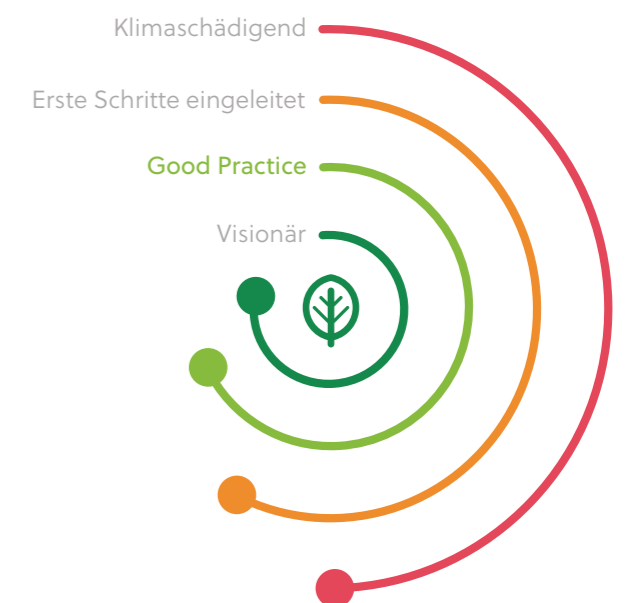 Klimaschädigend
Erste Schritte eingeleitet
Good Practice
Visionär